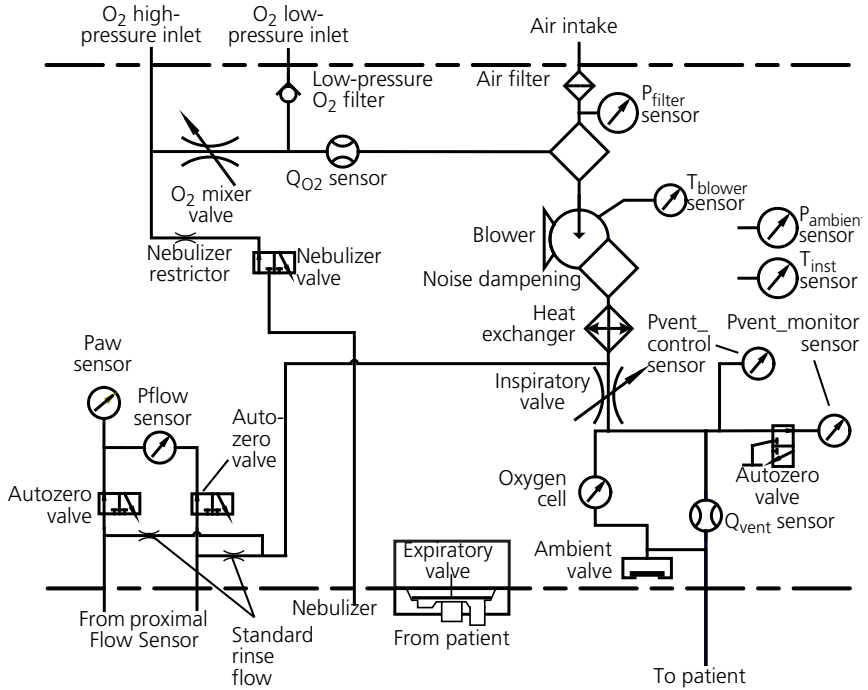 O2 high-
pressure inlet
O2 low-
pressure inlet
Air intake
Low-pressure
O2 filter
Air filter
Pfilter
sensor
QO2 sensor
O2 mixer
valve
Tblower
sensor
Pambient
sensor
Blower
Nebulizer
restrictor
Nebulizer
valve
Noise dampening
Tinst
sensor
Heat
exchanger
Pvent_
control
sensor
Pvent_monitor
sensor
Paw
sensor
Pflow
sensor
Auto-
zero
valve
Inspiratory
valve
Autozero
valve
Oxygen
cell
Autozero
valve
Qvent sensor
Expiratory
valve
Ambient
valve
From proximal
Flow Sensor
Standard
rinse
flow
Nebulizer
From patient
To patient